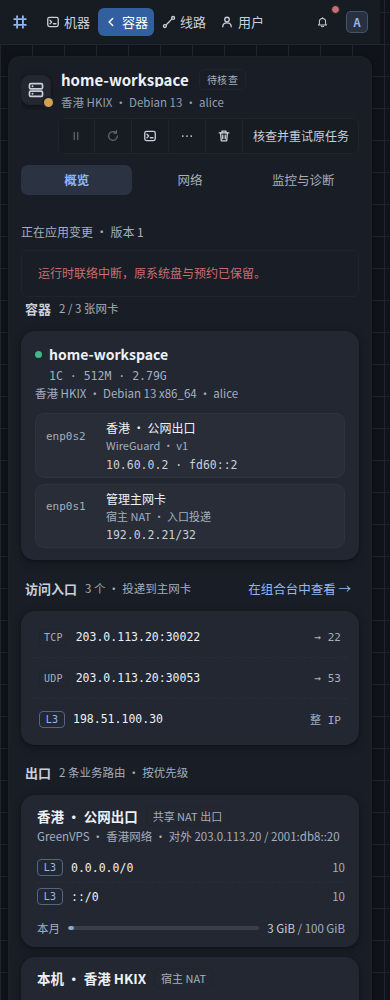 机器 容器 线路 用户 A
home-workspace 待核查
香港 HKIX • Debian 13 • alice
核查并重试原任务
概览 网络 监控与诊断
正在应用变更 • 版本 1
运行时联络中断，原系统盘与预约已保留。
容器 2 / 3 张网卡
home-workspace
1C · 512M · 2.79G
香港 HKIX • Debian 13 x86_64 • alice
enp0s2 香港 • 公网出口
WireGuard • v1
10.60.0.2 · fd60::2
enp0s1 管理主网卡
宿主 NAT • 入口投递
192.0.2.21/32
访问入口 3 个 • 投递到主网卡 在组合台中查看 →
TCP 203.0.113.20:30022 → 22
UDP 203.0.113.20:30053 → 53
L3 198.51.100.30 整 IP
出口 2 条业务路由 • 按优先级
香港 • 公网出口 共享 NAT 出口
GreenVPS • 香港网络 • 对外 203.0.113.20 / 2001:db8::20
L3 0.0.0.0/0 10
L3 ::/0 10
本月 3 GiB / 100 GiB
本机 • 香港 HKIX 宿主 NAT